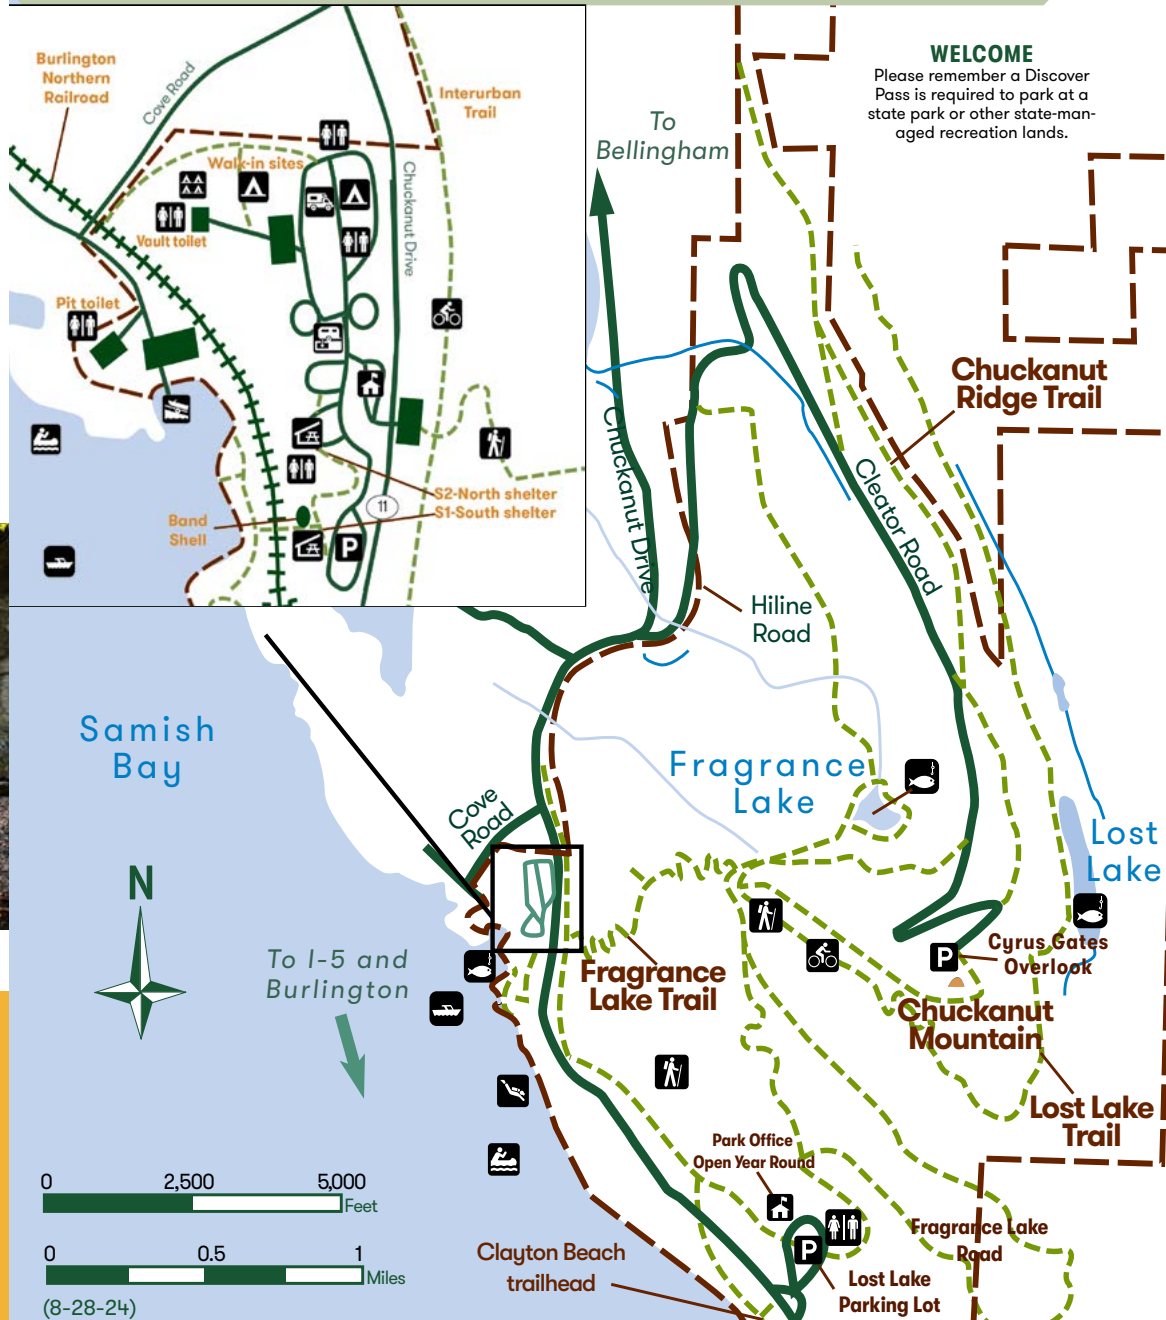 WELCOME
Please remember a Discover
Pass is required to park at a
state park or other state-man-
aged recreation lands.
Burlington
Northern
Railroad
Cove Road
Interurban
Trail
Walk-in sites
Chuckanut Drive
Vault toilet
Pit toilet
S2-North shelter
S1-South shelter
11
Band
Shell
P
To
Bellingham
Chuckanut
Ridge Trail
Chuckanut Drive
Cleator Road
Hiline
Road
Samish
Bay
Fragrance
Lake
Cove
Road
Lost
Lake
N
To I-5 and
Burlington
Fragrance
Lake Trail
P
Cyrus Gates
Overlook
Chuckanut
Mountain
Lost Lake
Trail
Park Office
Open Year Round
Fragrance Lake
Road
P
Lost Lake
Parking Lot
Clayton Beach
trailhead
0 2,500 5,000
Feet
0 0.5 1
Miles
(8-28-24)